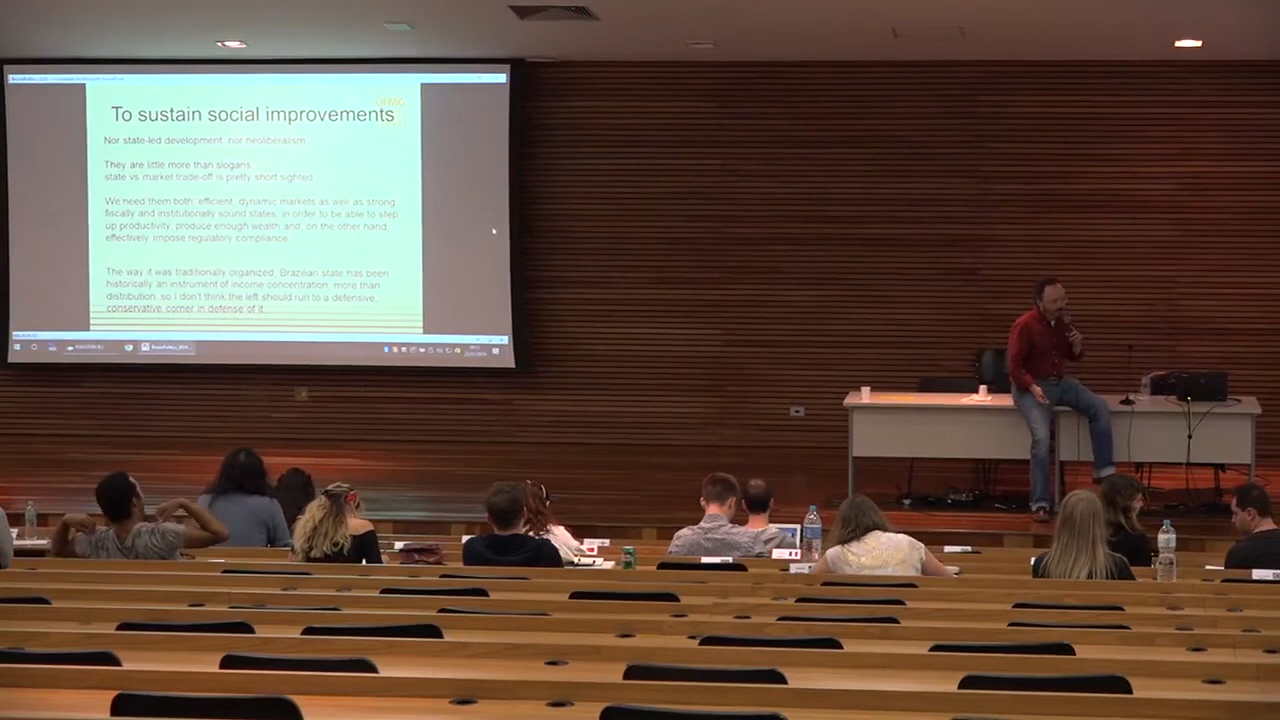 To sustain social improvements
UFMG
Nor state-led development, nor neoliberalism
They are little more than slogans
state vs market trade-off is pretty short sighted
We need them both: efficient, dynamic markets as well as strong,
fiscally and institutionally sound states, in order to be able to step
up productivity, produce enough wealth and, on the other hand
effectively impose regulatory compliance
The way it was traditionally organized, Brazilian state has been
historically an instrument of income concentration, more than
distribution, so I don't think the left should run to a defensive,
conservative corner in defense of it